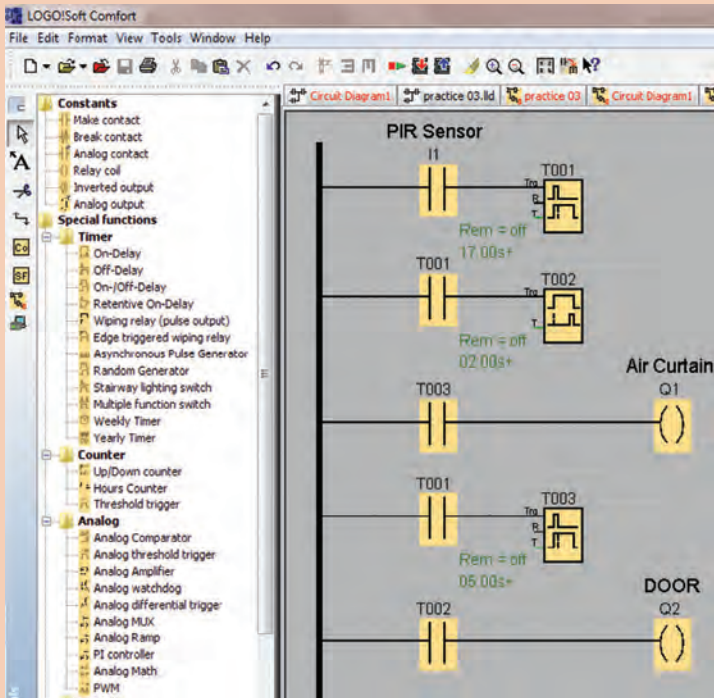 LOGO!Soft Comfort
File Edit Format View Tools Window Help
Circuit Diagram1 practice 03.lld practice 03 Circuit Diagram1
Constants
Make contact
Break contact
Analog contact
Relay coil
Inverted output
Analog output
Special functions
Timer
On-Delay
Off-Delay
On-/Off-Delay
Retentive On-Delay
Wiping relay (pulse output)
Edge triggered wiping relay
Asynchronous Pulse Generator
Random Generator
Stairway lighting switch
Multiple function switch
Weekly Timer
Yearly Timer
Counter
Up/Down counter
Hours Counter
Threshold trigger
Analog
Analog Comparator
Analog threshold trigger
Analog Amplifier
Analog watchdog
Analog differential trigge
Analog MUX
Analog Ramp
PI controller
Analog Math
PWM
A
Co
SF
PIR Sensor
I1
T001
Trg
R
T
Rem = off
17.00s+
T001
T002
Trg
T
Rem = off
02.00s+
Air Curtain
T003
Q1
T001
T003
Trg
R
T
Rem = off
05.00s+
DOOR
T002
Q2